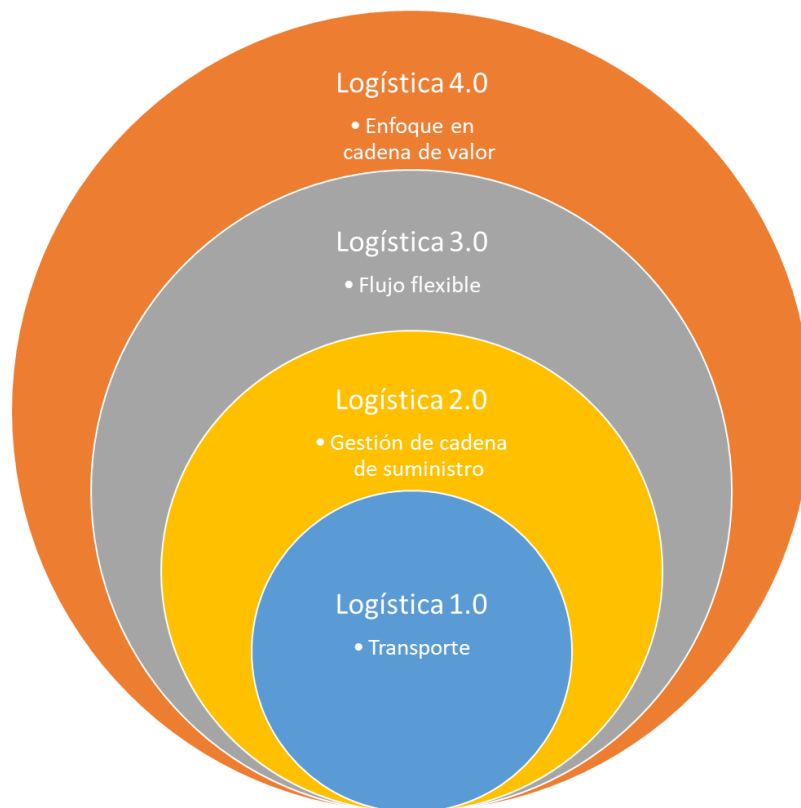 Logística 4.0
• Enfoque en
cadena de valor
Logística 3.0
• Flujo flexible
Logística 2.0
• Gestión de cadena
de suministro
Logística 1.0
• Transporte